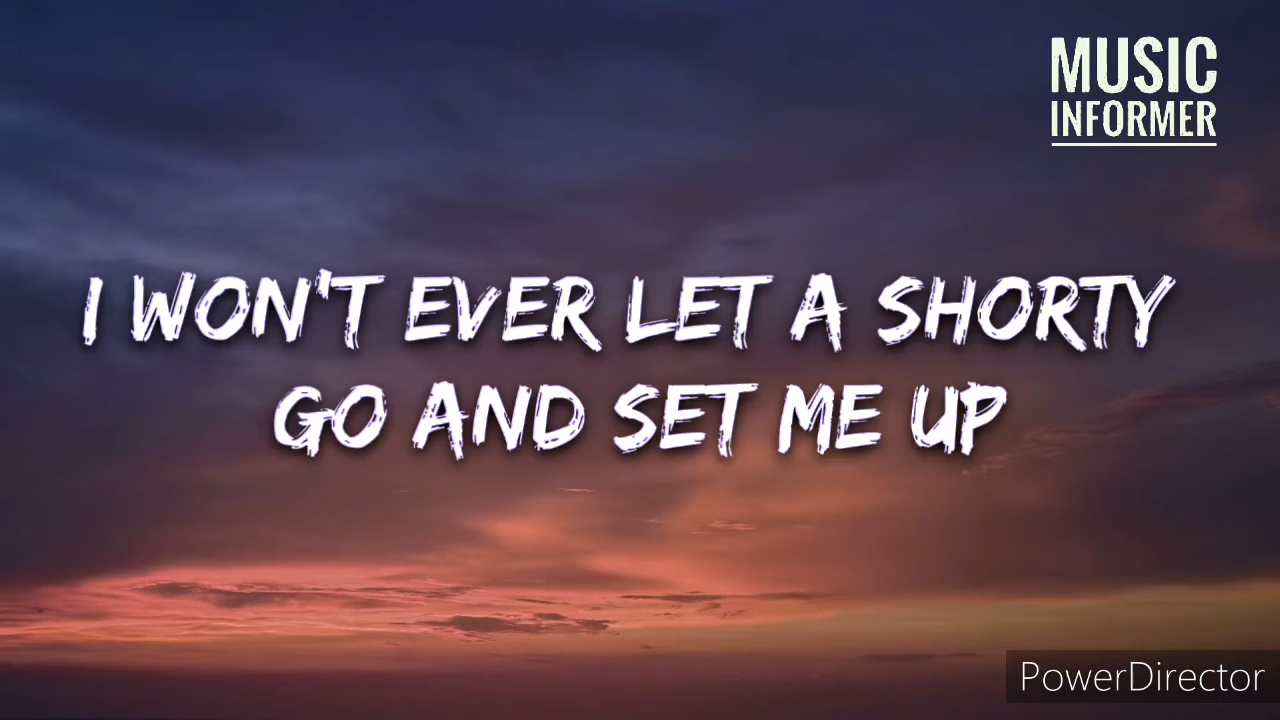 MUSIC
INFORMER
I WON'T EVER LET A SHORTY
GO AND SET ME UP
PowerDirector